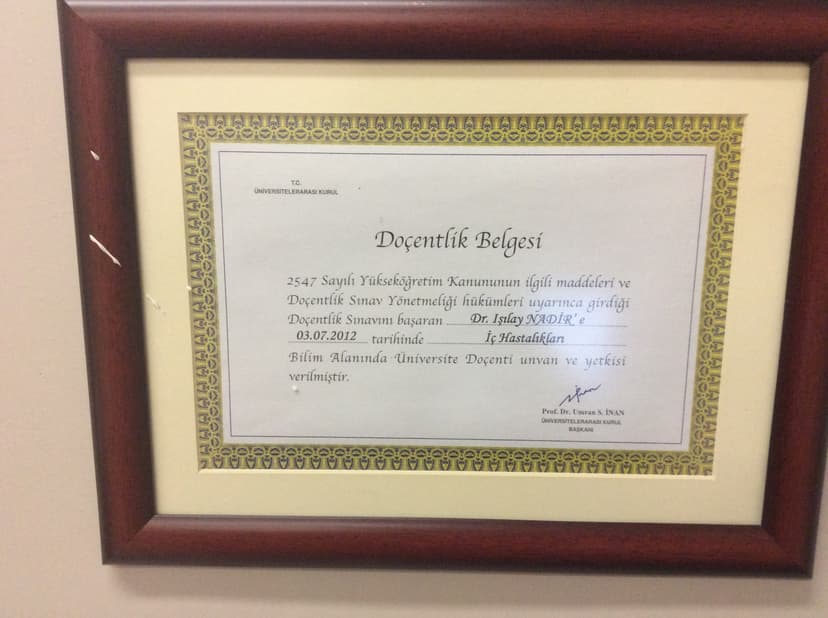 T.C.
ÜNİVERSİTELERARASI KURUL
Doçentlik Belgesi
2547 Sayılı Yükseköğretim Kanununun ilgili maddeleri ve
Doçentlik Sınav Yönetmeliği hükümleri uyarınca girdiği
Doçentlik Sınavını başaran Dr. Işılay NADİR' e
03.07.2012 tarihinde İç Hastalıkları
Bilim Alanında Üniversite Doçenti unvan ve yetkisi
verilmiştir.
Prof. Dr. Umran S. İNAN
ÜNİVERSİTELERARASI KURUL
BAŞKANI